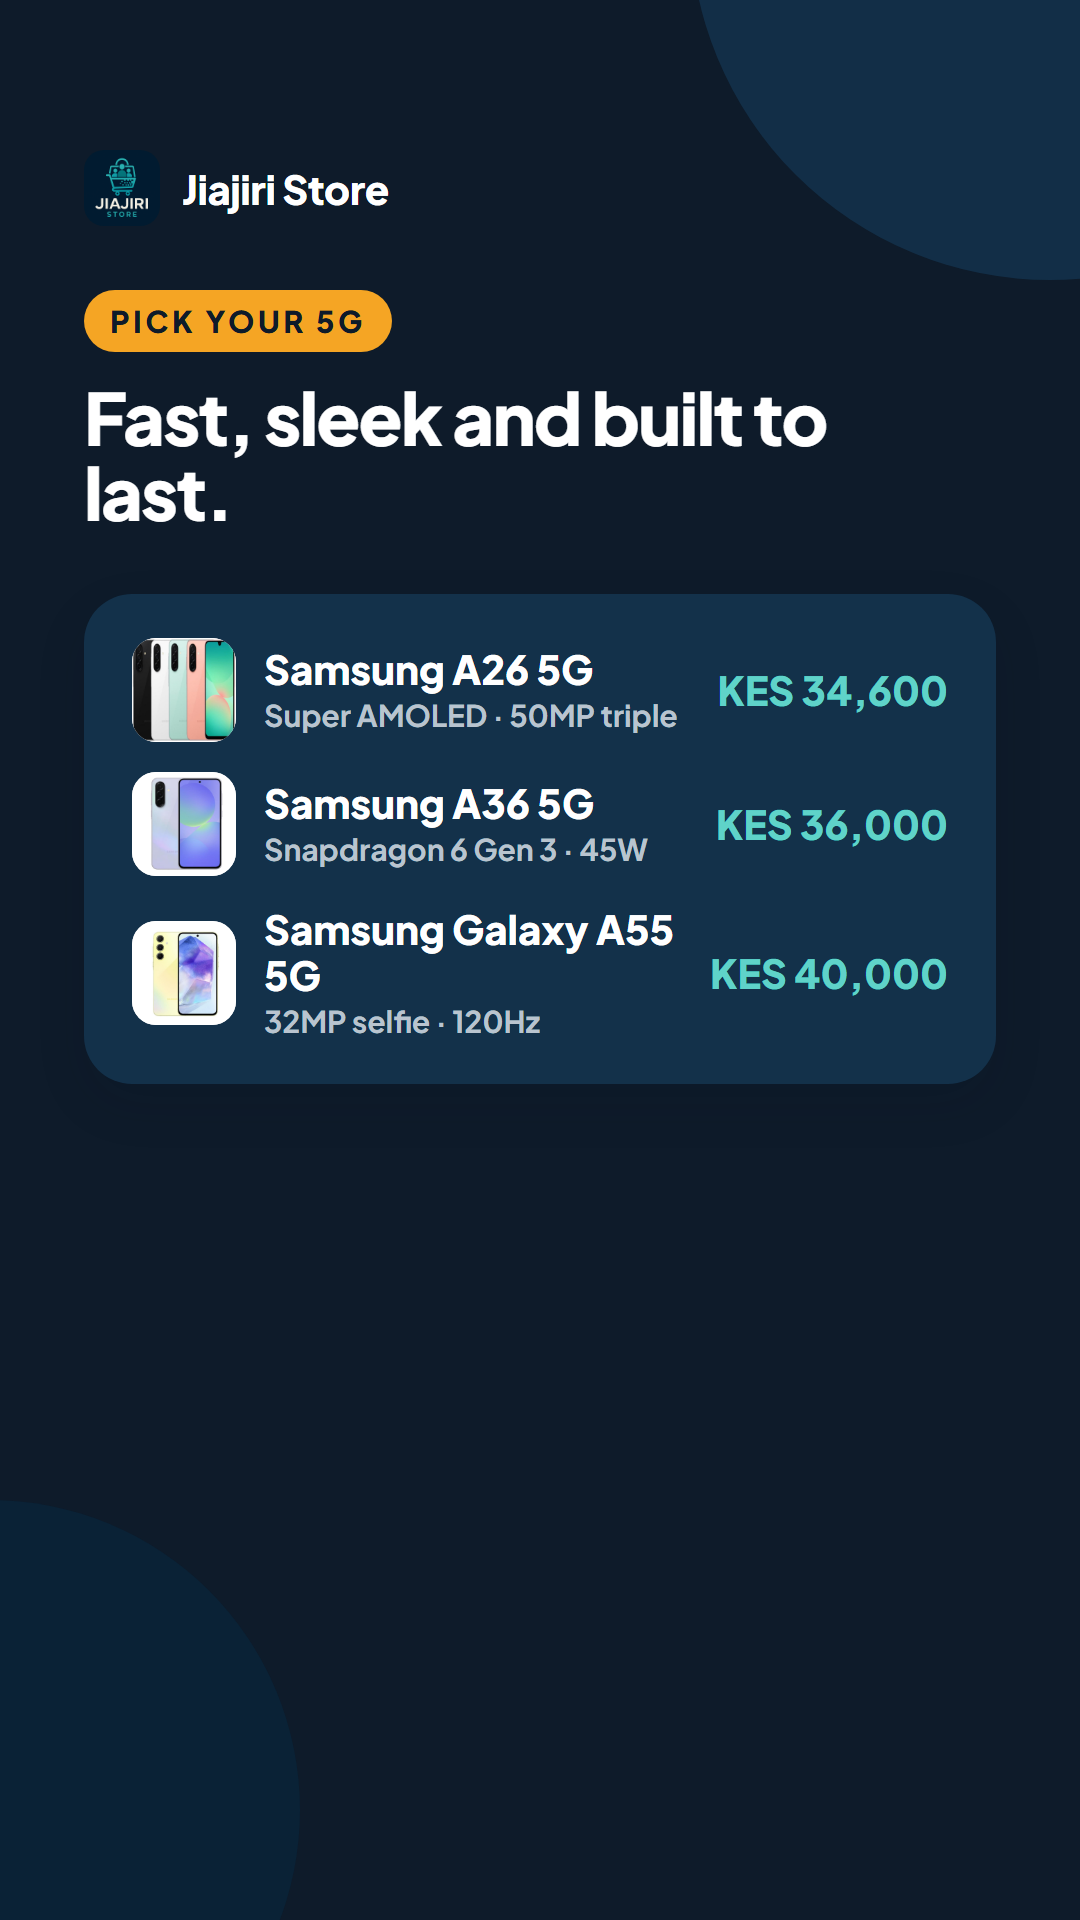 JIAJIRI
STORE
Jiajiri Store
PICK YOUR 5G
Fast, sleek and built to
last.
Samsung A26 5G
Super AMOLED · 50MP triple
KES 34,600
Samsung A36 5G
Snapdragon 6 Gen 3 · 45W
KES 36,000
Samsung Galaxy A55
5G
32MP selfie · 120Hz
KES 40,000